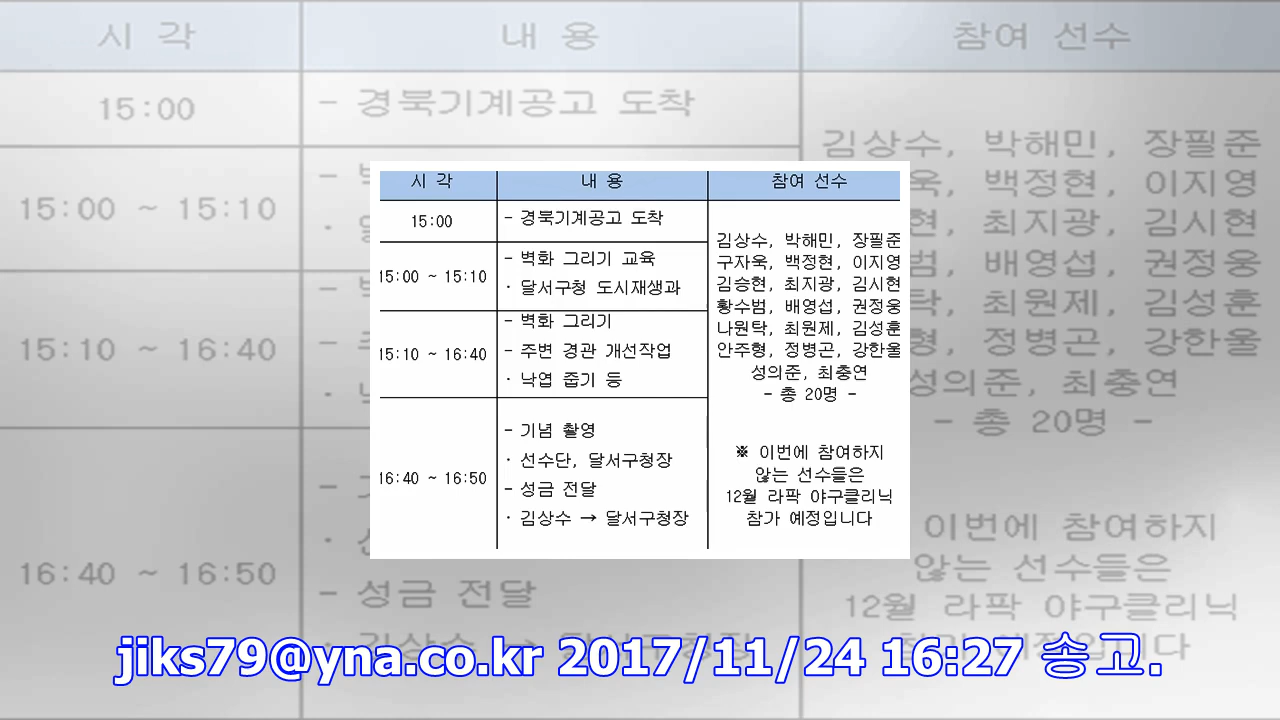 시 각 내 용 참여 선수
15:00
- 경북기계공고 도착
15:00 ~ 15:10
- 벽화 그리기 교육
· 달서구청 도시재생과
15:10 ~ 16:40
- 벽화 그리기
- 주변 경관 개선작업
· 낙엽 줍기 등
16:40 ~ 16:50
- 기념 촬영
· 선수단, 달서구청장
- 성금 전달
· 김상수 → 달서구청장
김상수, 박해민, 장필준
구자욱, 백정현, 이지영
김승현, 최지광, 김시현
황수범, 배영섭, 권정웅
나원탁, 최원제, 김성훈
안주형, 정병곤, 강한울
성의준, 최충연
- 총 20명 -
※ 이번에 참여하지
않는 선수들은
12월 라팍 야구클리닉
참가 예정입니다
jiks79@yna.co.kr 2017/11/24 16:27 송고.